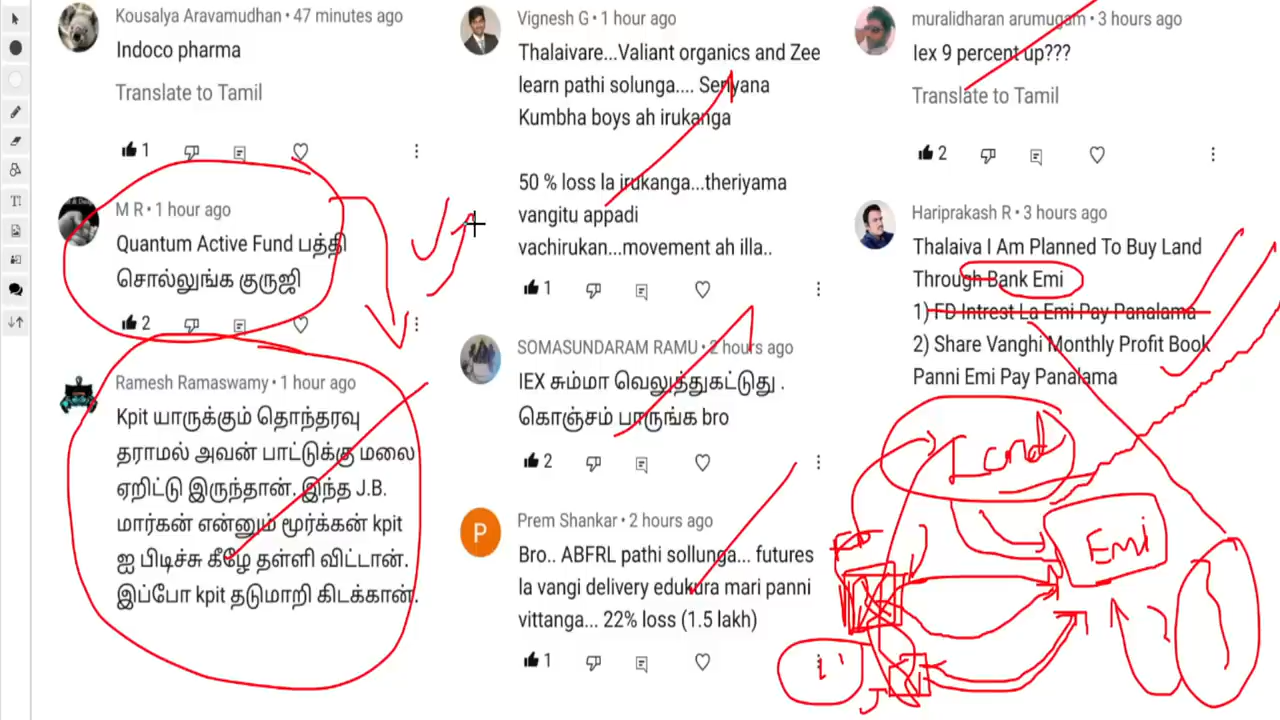 Kousalya Aravamudhan • 47 minutes ago
Indoco pharma
Translate to Tamil
1
M R • 1 hour ago
Quantum Active Fund பத்தி
சொல்லுங்க குருஜி
2
Ramesh Ramaswamy • 1 hour ago
Kpit யாருக்கும் தொந்தரவு
தராமல் அவன் பாட்டுக்கு மலை
ஏறிட்டு இருந்தான். இந்த J.B.
மார்கன் என்னும் மூர்க்கன் kpit
ஐ பிடிச்சு கீழே தள்ளி விட்டான்.
இப்போ kpit தடுமாறி கிடக்கான்.
Vignesh G • 1 hour ago
Thalaivare...Valiant organics and Zee
learn pathi solunga.... Seriyana
Kumbha boys ah irukanga
50 % loss la irukanga...theriyama
vangitu appadi
vachirukan...movement ah illa..
1
SOMASUNDARAM RAMU • 2 hours ago
IEX சும்மா வெலுத்துகட்டுது .
கொஞ்சம் பாருங்க bro
2
P
Prem Shankar • 2 hours ago
Bro.. ABFRL pathi sollunga... futures
la vangi delivery edukura mari panni
vittanga... 22% loss (1.5 lakh)
1
muralidharan arumugam • 3 hours ago
Iex 9 percent up???
Translate to Tamil
2
Hariprakash R • 3 hours ago
Thalaiva I Am Planned To Buy Land
Through Bank Emi
1) FD Intrest La Emi Pay Panalama
2) Share Vanghi Monthly Profit Book
Panni Emi Pay Panalama
Land
Emi
FD